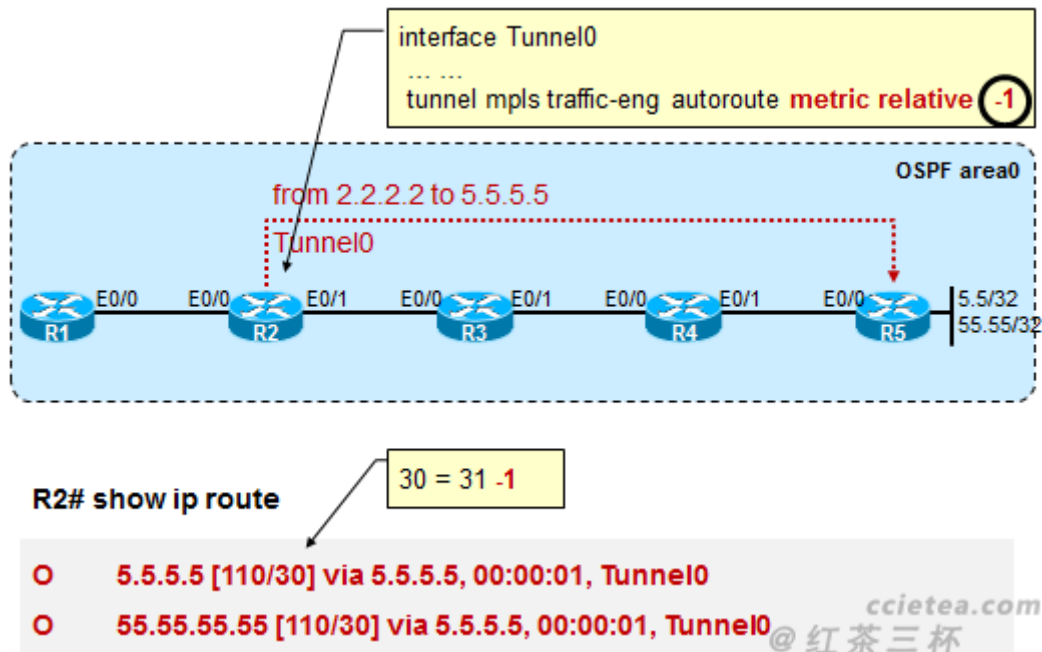 interface Tunnel0
... ...
tunnel mpls traffic-eng autoroute metric relative -1
OSPF area0
from 2.2.2.2 to 5.5.5.5
Tunnel0
E0/0 E0/0 E0/1 E0/0 E0/1 E0/0 E0/1 E0/0 5.5/32
R1 R2 R3 R4 R5 55.55/32
30 = 31 -1
R2# show ip route
O 5.5.5.5 [110/30] via 5.5.5.5, 00:00:01, Tunnel0
O 55.55.55.55 [110/30] via 5.5.5.5, 00:00:01, Tunnel0
ccietea.com
@红茶三杯